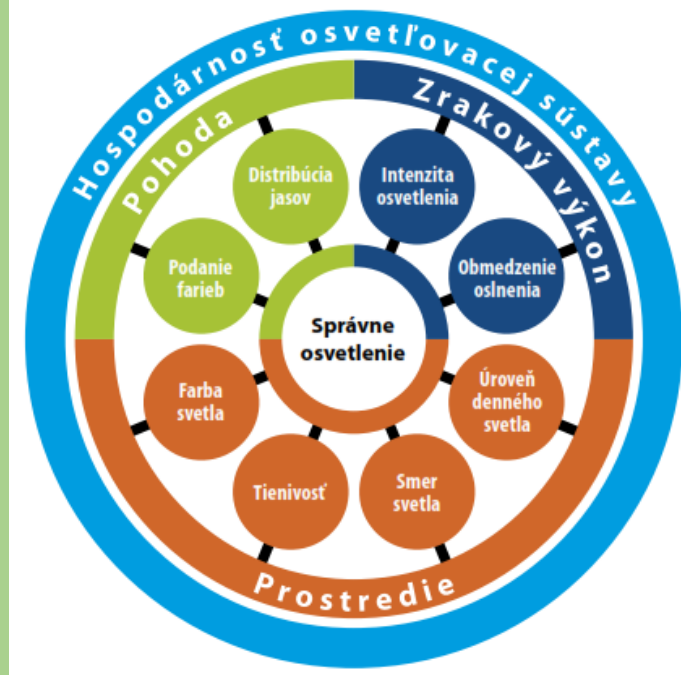 Hospodárnosť osvetľovacej sústavy
Pohoda
Zrakový výkon
Distribúcia
jasov
Intenzita
osvetlenia
Podanie
farieb
Obmedzenie
oslnenia
Správne
osvetlenie
Farba
svetla
Úroveň
denného
svetla
Tienivosť
Smer
svetla
Prostredie